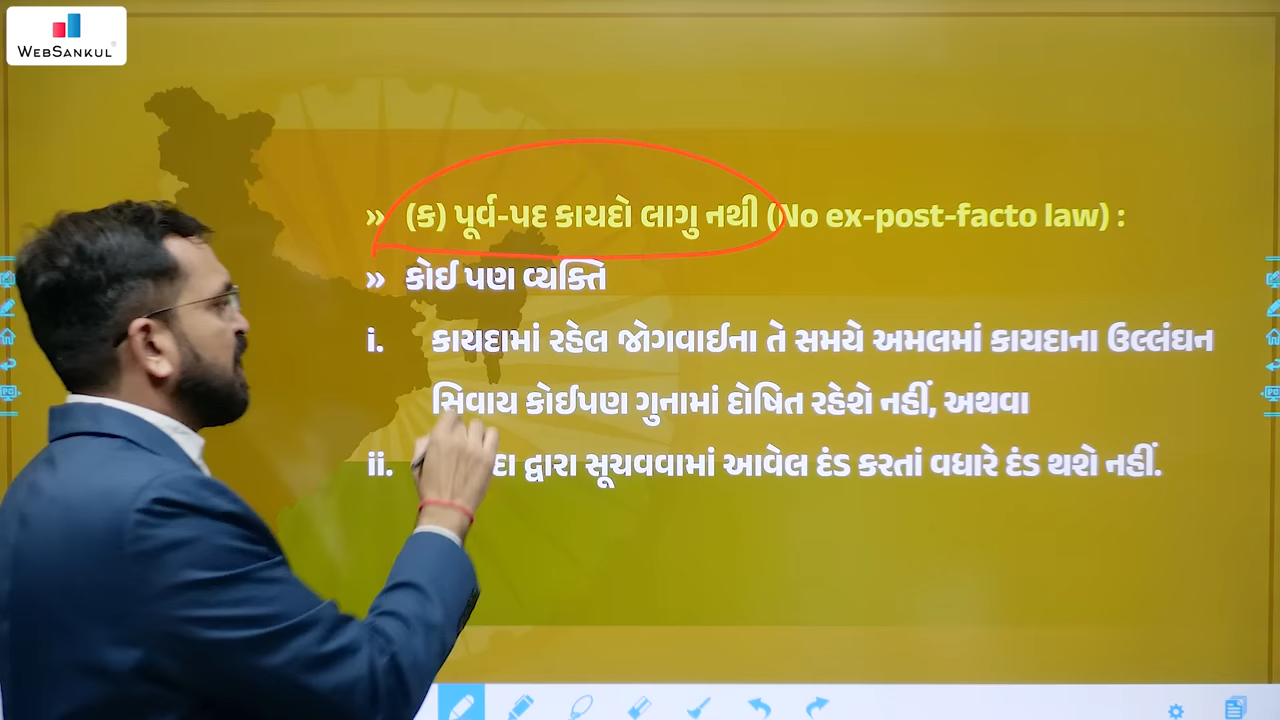 WEBSANKUL
» (ક) પૂર્વ-પદ કાયદો લાગુ નથી (No ex-post-facto law) :
» કોઈ પણ વ્યક્તિ
i. કાયદામાં રહેલ જોગવાઈના તે સમયે અમલમાં કાયદાના ઉલ્લંઘન
સિવાય કોઈપણ ગુનામાં દોષિત રહેશે નહીં, અથવા
ii. દ્વારા સૂચવવામાં આવેલ દંડ કરતાં વધારે દંડ થશે નહીં.